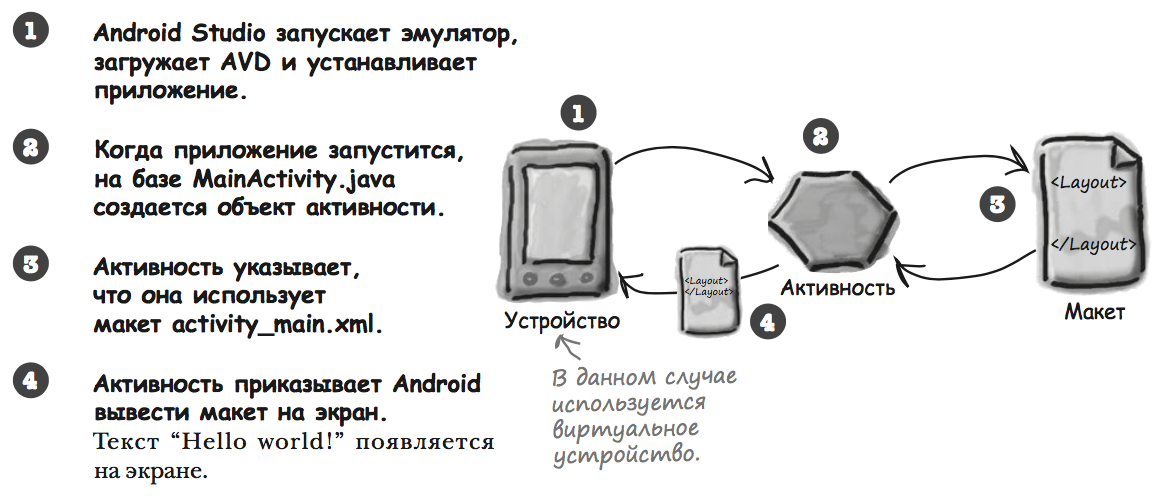 1
Android Studio запускает эмулятор,
загружает AVD и устанавливает
приложение.
2
Когда приложение запустится,
на базе MainActivity.java
создается объект активности.
3
Активность указывает,
что она использует
макет activity_main.xml.
4
Активность приказывает Android
вывести макет на экран.
Текст “Hello world!” появляется
на экране.
1
2
3
<Layout>
</Layout>
<Layout>
</Layout>
4
Устройство
Активность
Макет
В данном случае
используется
виртуальное
устройство.